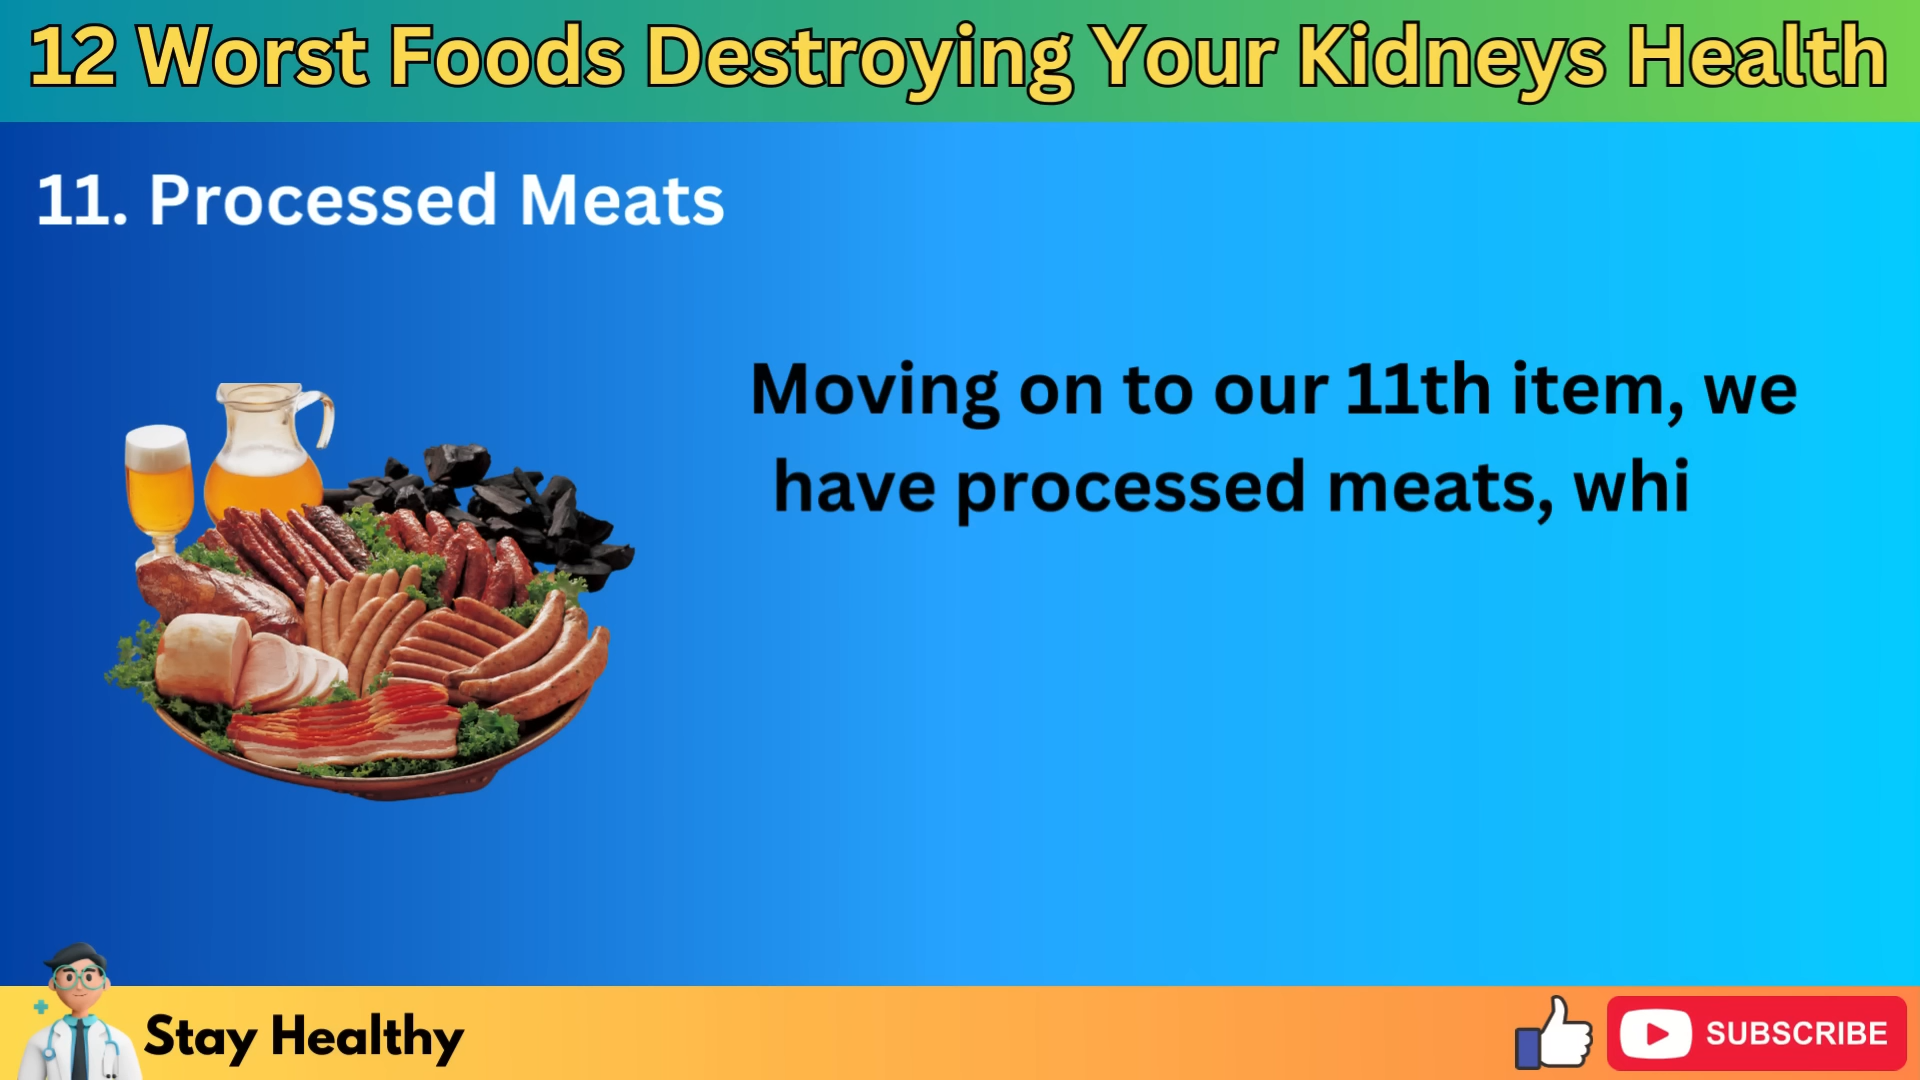 12 Worst Foods Destroying Your Kidneys Health
11. Processed Meats
Moving on to our 11th item, we
have processed meats, whi
Stay Healthy
SUBSCRIBE